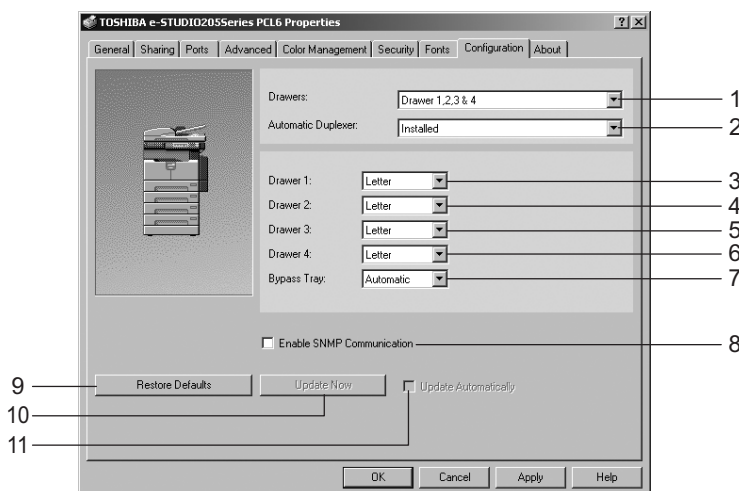 TOSHIBA e-STUDIO205Series PCL6 Properties
General Sharing Ports Advanced Color Management Security Fonts Configuration About
Drawers: Drawer 1,2,3 & 4 1
Automatic Duplexer: Installed 2
Drawer 1: Letter 3
Drawer 2: Letter 4
Drawer 3: Letter 5
Drawer 4: Letter 6
Bypass Tray: Automatic 7
Enable SNMP Communication 8
9 Restore Defaults Update Now Update Automatically
10
11
OK Cancel Apply Help